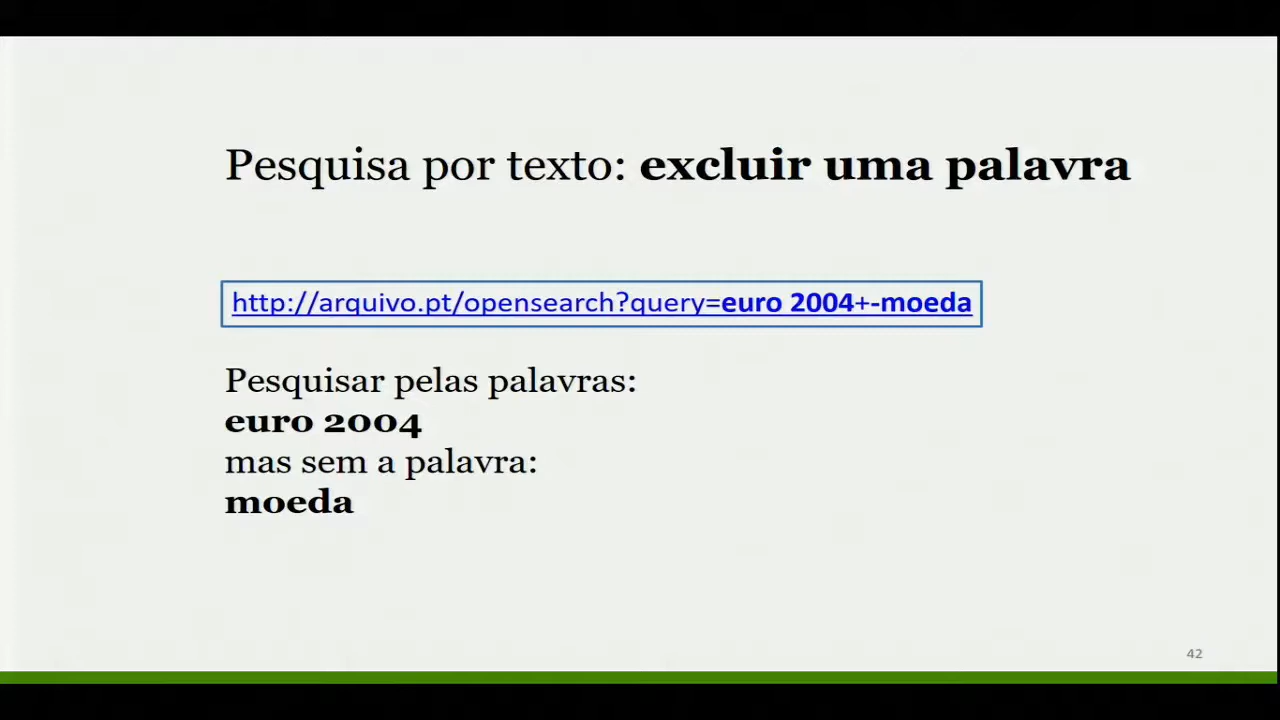 Pesquisa por texto: excluir uma palavra
http://arquivo.pt/opensearch?query=euro 2004+-moeda
Pesquisar pelas palavras:
euro 2004
mas sem a palavra:
moeda
42